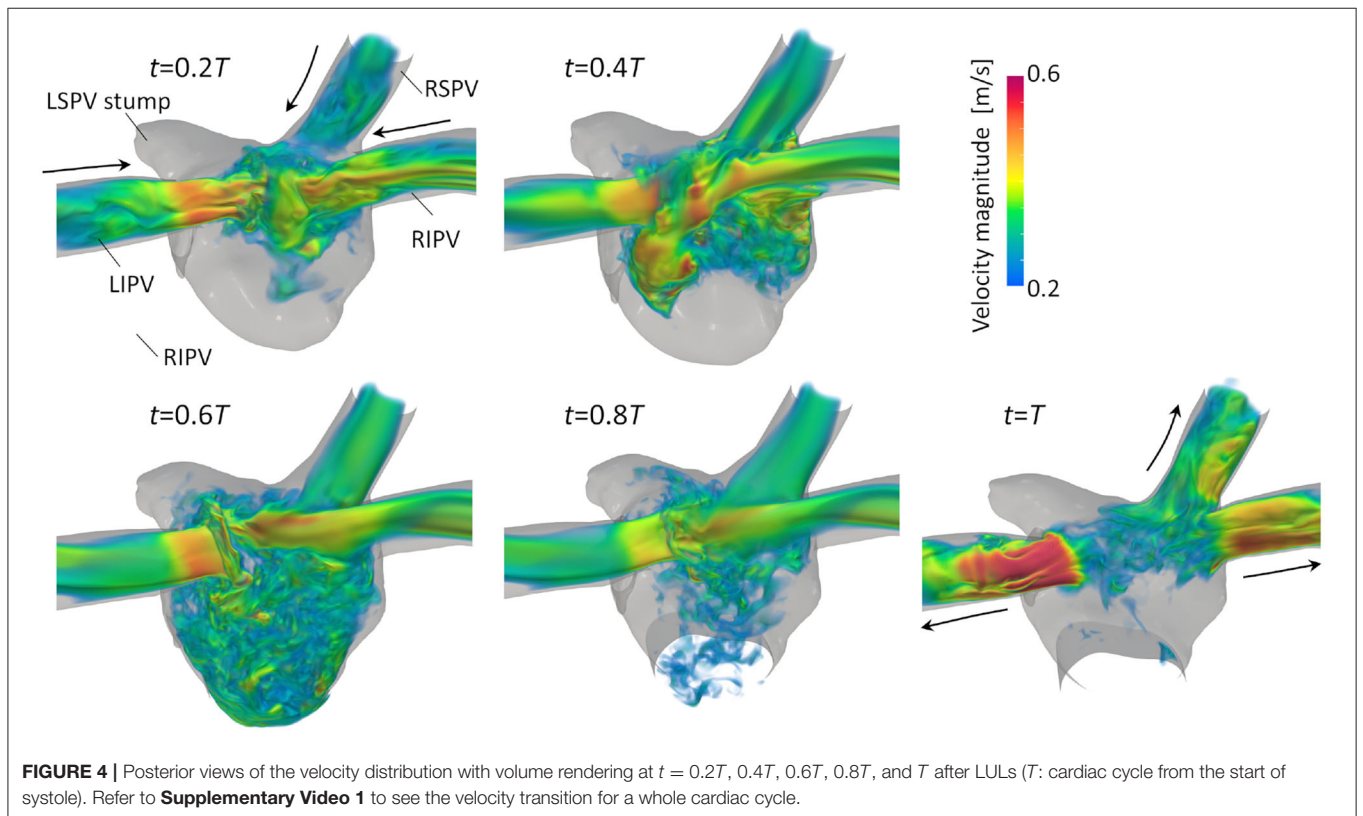 t=0.2T
t=0.4T
LSPV stump
RSPV
RIPV
LIPV
RIPV
Velocity magnitude [m/s]
0.6
0.2
t=0.6T
t=0.8T
t=T
FIGURE 4 | Posterior views of the velocity distribution with volume rendering at t = 0.2T, 0.4T, 0.6T, 0.8T, and T after LULs (T: cardiac cycle from the start of
systole). Refer to Supplementary Video 1 to see the velocity transition for a whole cardiac cycle.